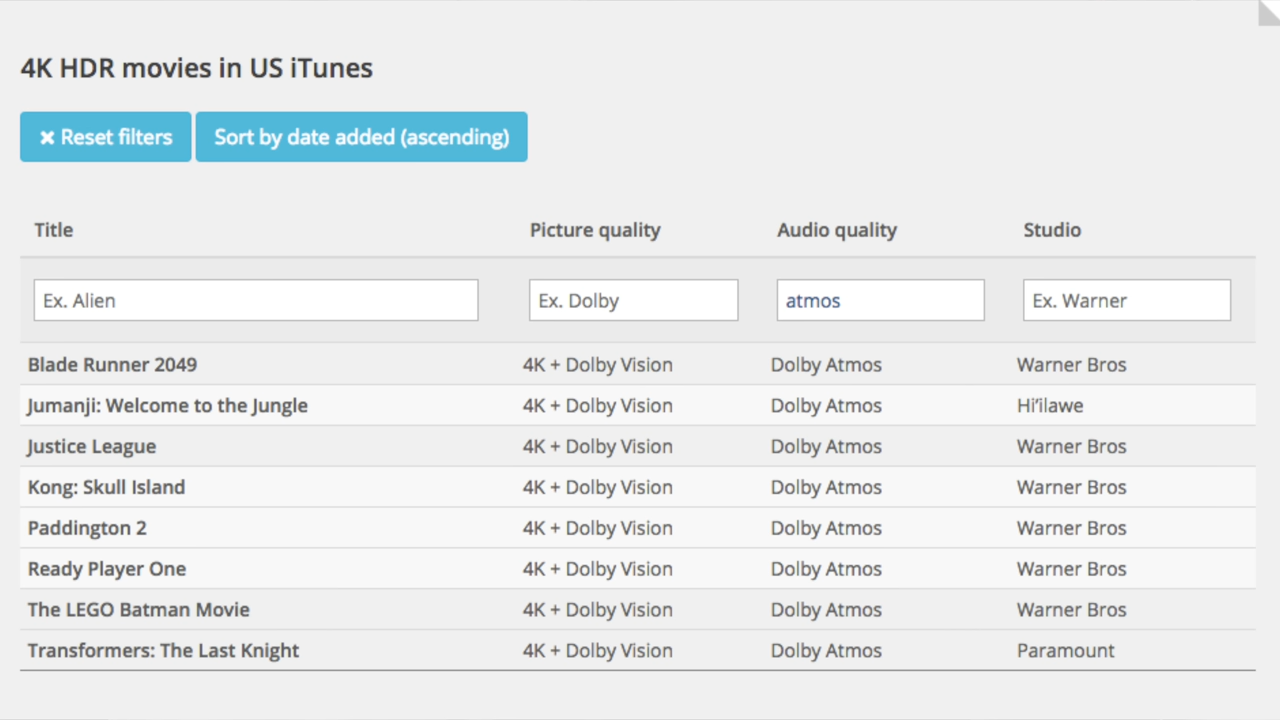 4K HDR movies in US iTunes
✖ Reset filters Sort by date added (ascending)
Title Picture quality Audio quality Studio
Ex. Alien Ex. Dolby atmos Ex. Warner
Blade Runner 2049 4K + Dolby Vision Dolby Atmos Warner Bros
Jumanji: Welcome to the Jungle 4K + Dolby Vision Dolby Atmos Hi’ilawe
Justice League 4K + Dolby Vision Dolby Atmos Warner Bros
Kong: Skull Island 4K + Dolby Vision Dolby Atmos Warner Bros
Paddington 2 4K + Dolby Vision Dolby Atmos Warner Bros
Ready Player One 4K + Dolby Vision Dolby Atmos Warner Bros
The LEGO Batman Movie 4K + Dolby Vision Dolby Atmos Warner Bros
Transformers: The Last Knight 4K + Dolby Vision Dolby Atmos Paramount